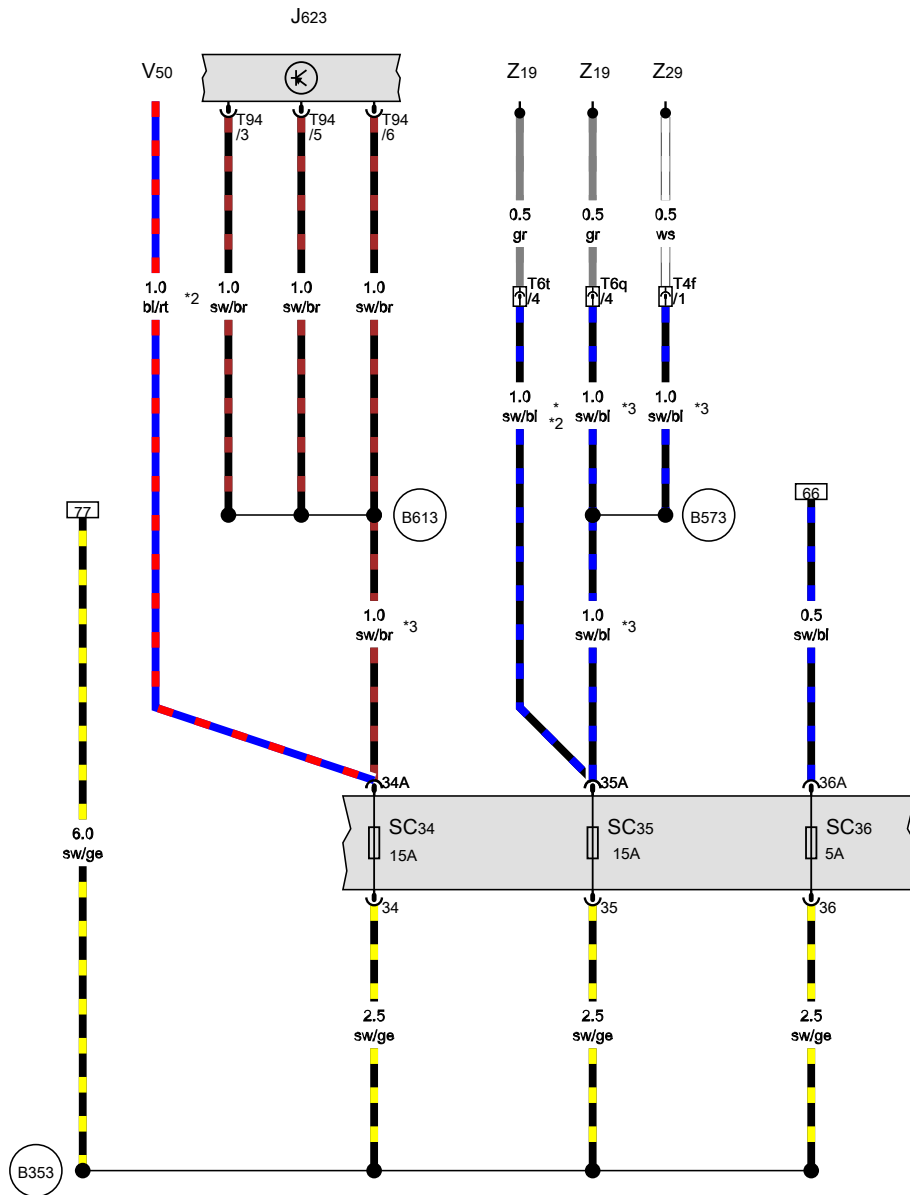 J623
V50
Z19
Z19
Z29
T94
/3
T94
/5
T94
/6
0.5
gr
0.5
gr
0.5
ws
T6t
/4
T6q
/4
T4f
/1
1.0
bl/rt
*2
1.0
sw/br
1.0
sw/br
1.0
sw/br
1.0
sw/bl
*
*2
1.0
sw/bl
*3
1.0
sw/bl
*3
77
B613
B573
66
1.0
sw/br
*3
1.0
sw/bl
*3
0.5
sw/bl
34A
35A
36A
6.0
sw/ge
SC34
15A
SC35
15A
SC36
5A
34
35
36
2.5
sw/ge
2.5
sw/ge
2.5
sw/ge
B353